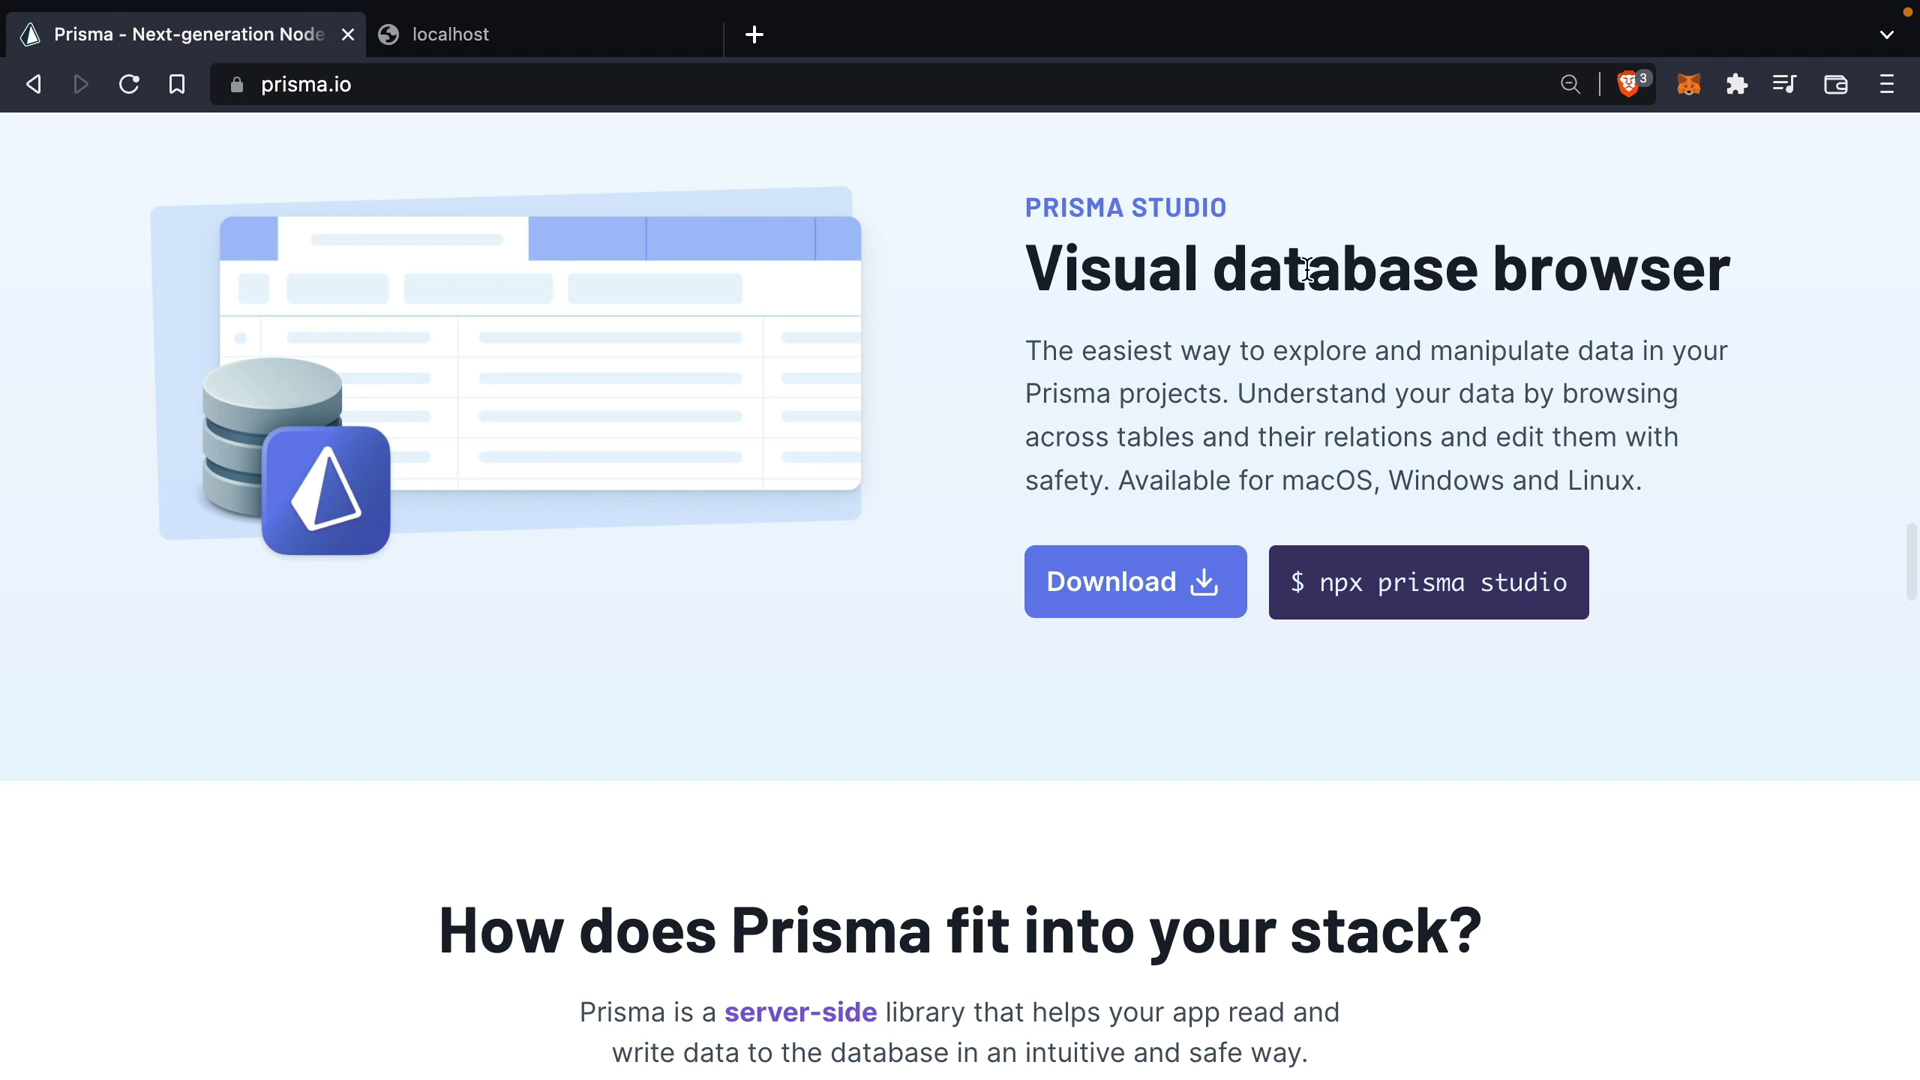 Prisma - Next-generation Node
localhost
prisma.io
3
PRISMA STUDIO
Visual database browser
The easiest way to explore and manipulate data in your
Prisma projects. Understand your data by browsing
across tables and their relations and edit them with
safety. Available for macOS, Windows and Linux.
Download
$ npx prisma studio
How does Prisma fit into your stack?
Prisma is a server-side library that helps your app read and
write data to the database in an intuitive and safe way.